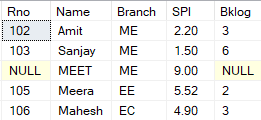 Rno Name Branch SPI Bklog
102 Amit ME 2.20 3
103 Sanjay ME 1.50 6
NULL MEET ME 9.00 NULL
105 Meera EE 5.52 2
106 Mahesh EC 4.90 3